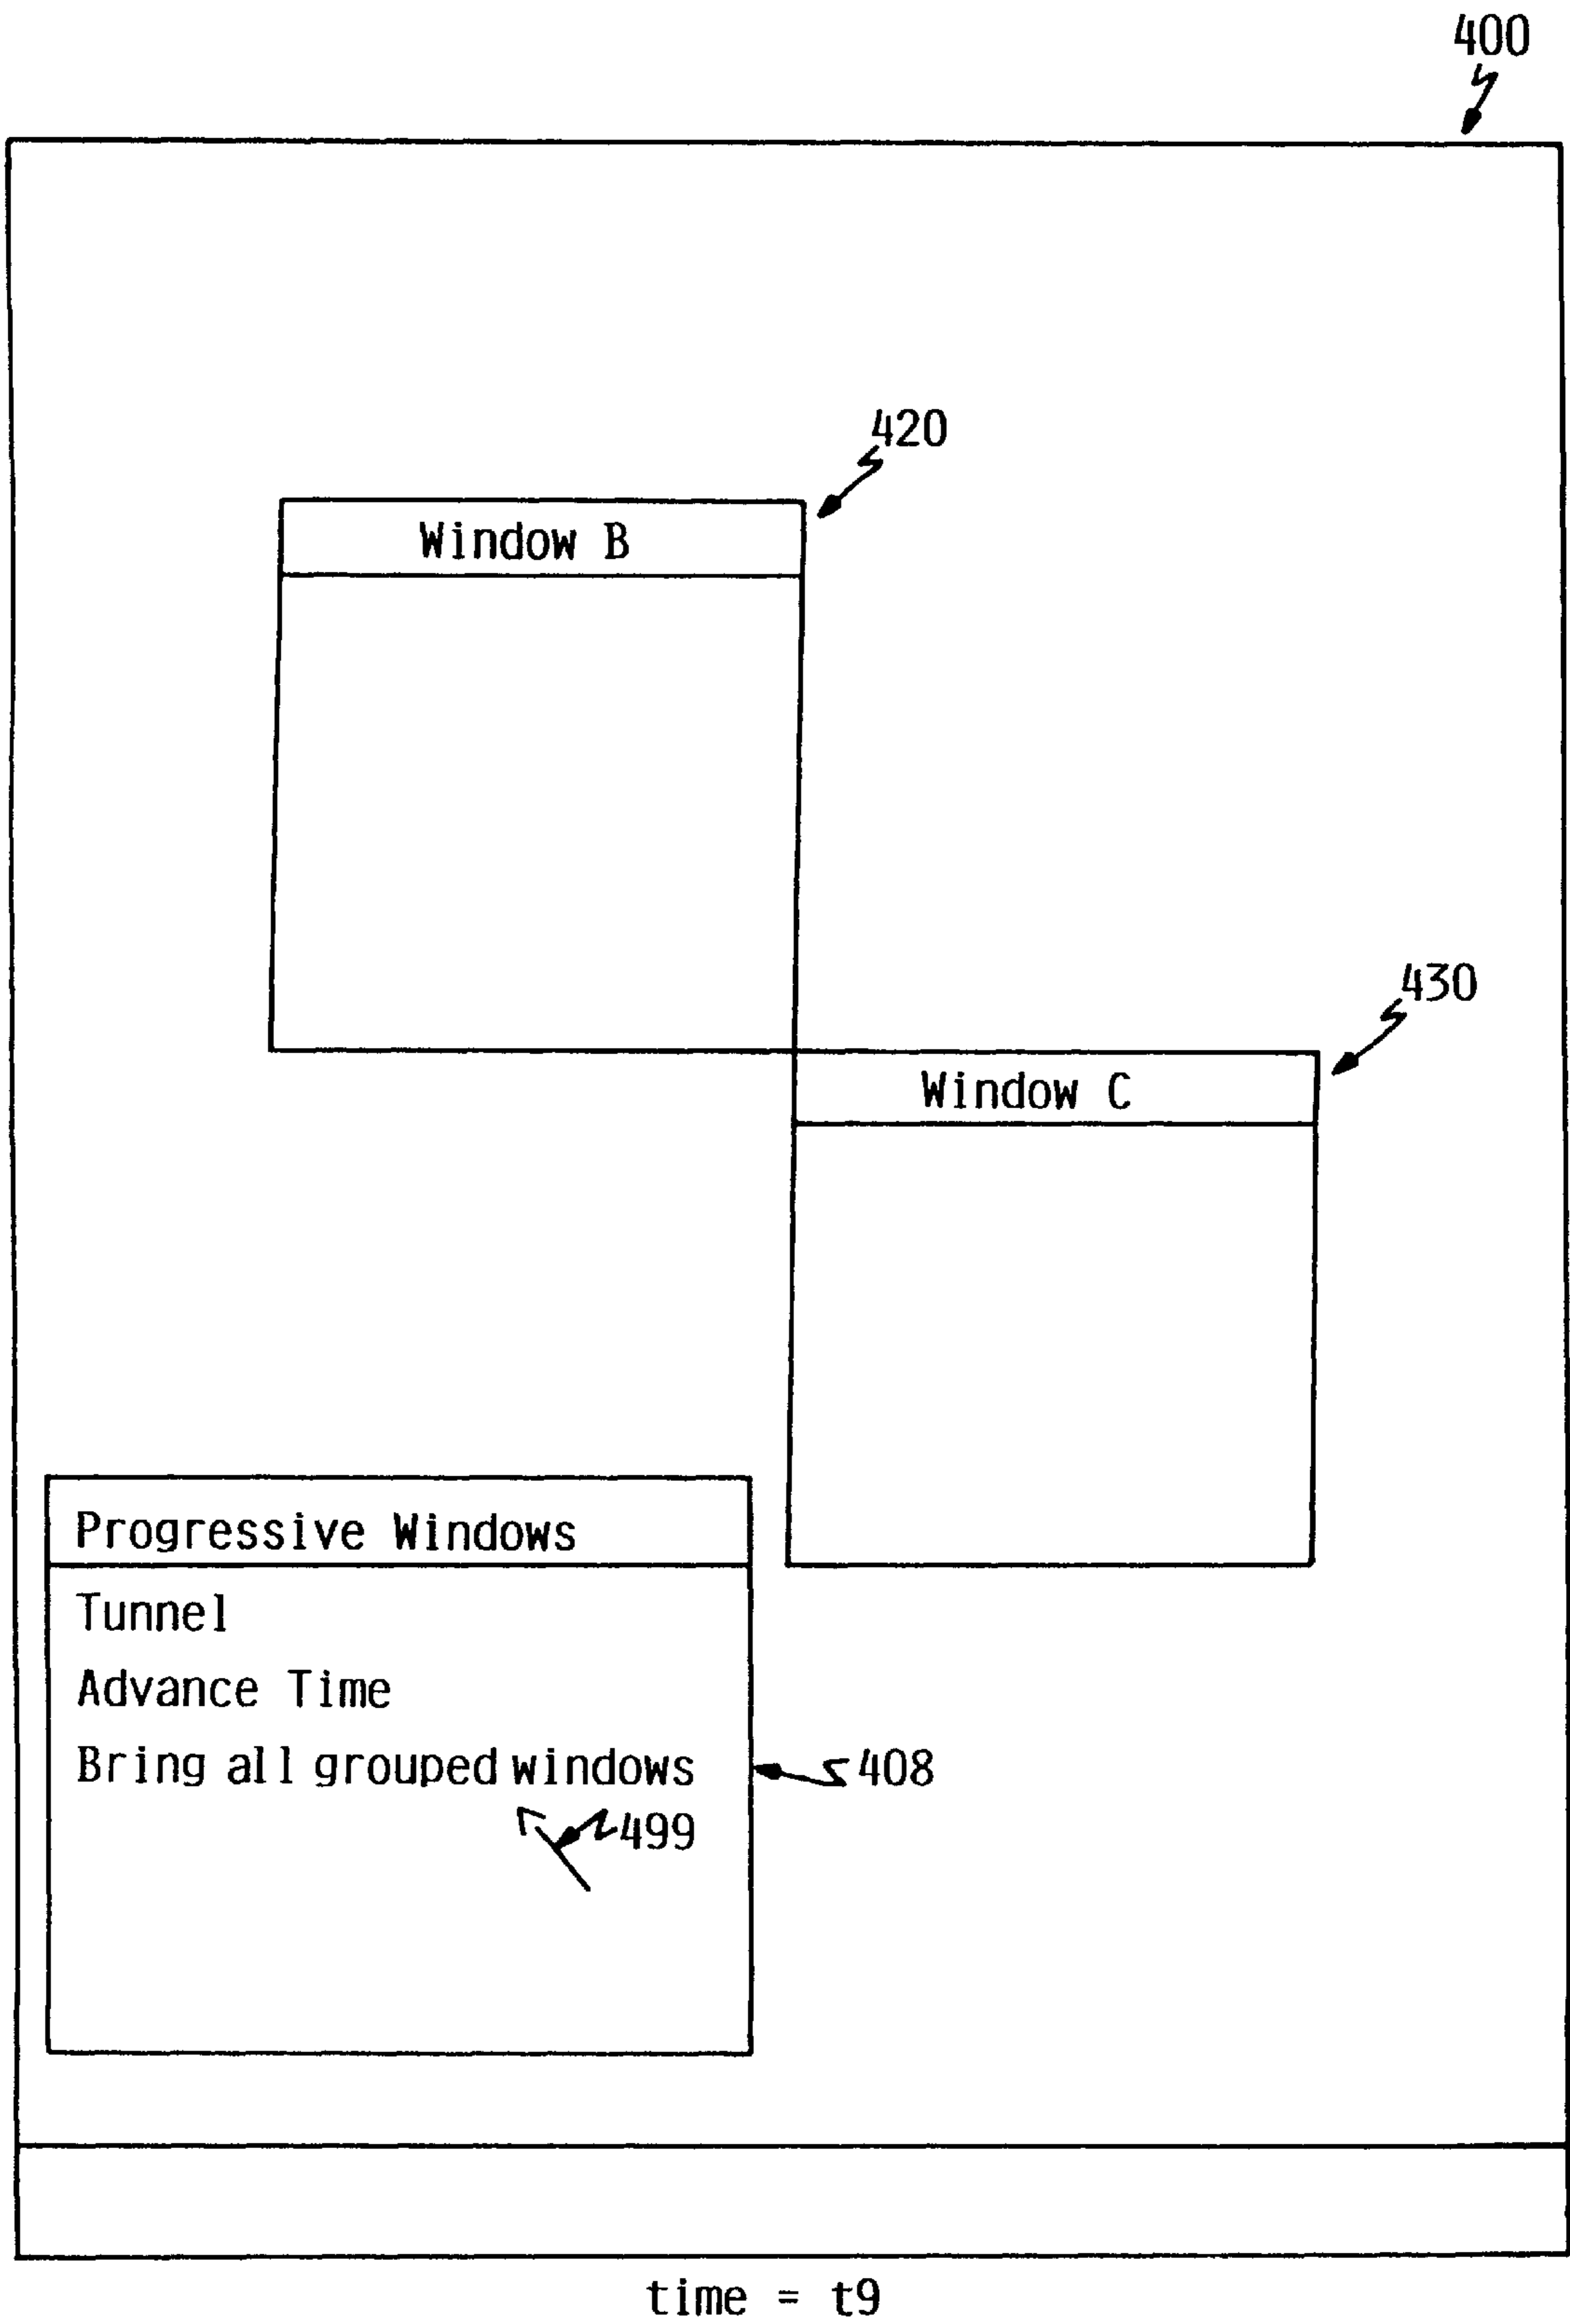 400
420
Window B
430
Window C
Progressive Windows
Tunnel
Advance Time
Bring all grouped windows
408
499
time = t9